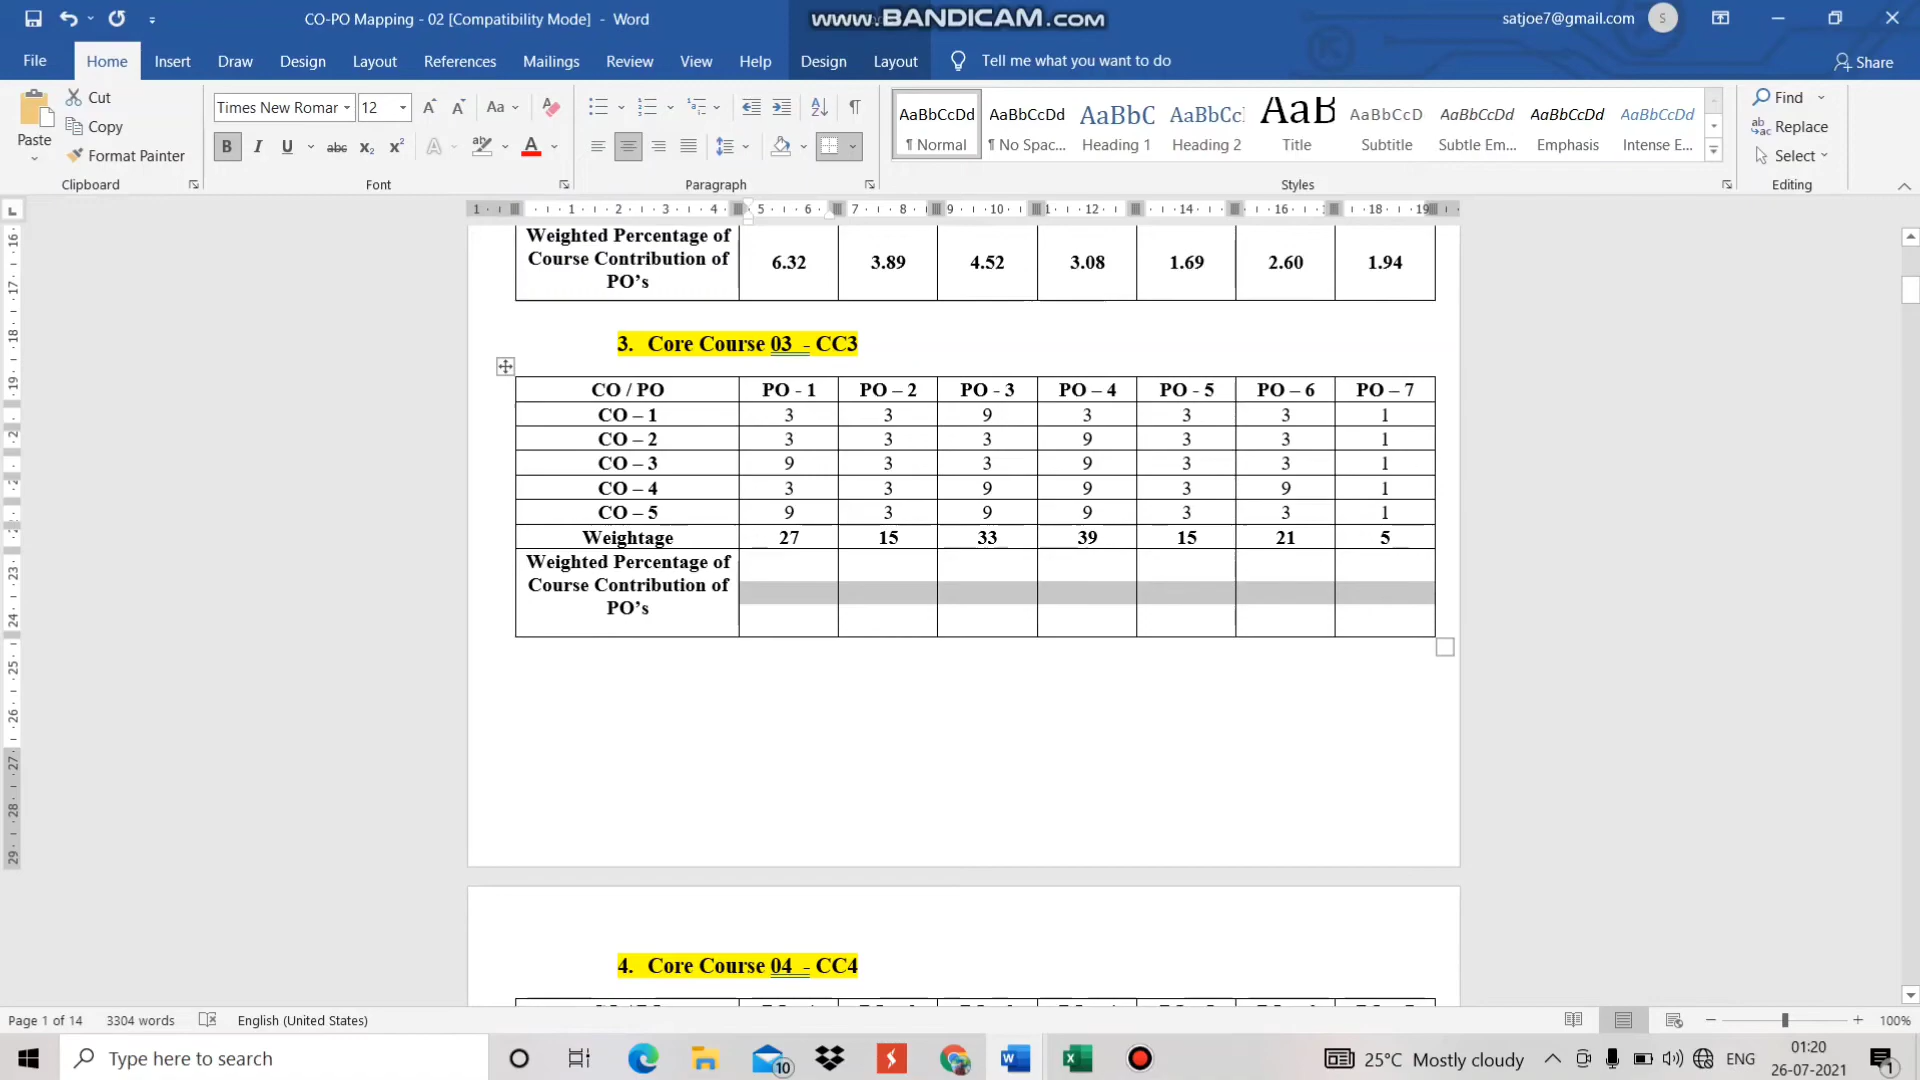 CO-PO Mapping - 02 [Compatibility Mode] - Word
www.BANDICAM.com
satjoe7@gmail.com
S
File
Home
Insert
Draw
Design
Layout
References
Mailings
Review
View
Help
Design
Layout
Tell me what you want to do
Share
Paste
Cut
Copy
Format Painter
Clipboard
Times New Romar
12
Font
Paragraph
AaBbCcDd
¶ Normal
AaBbCcDd
¶ No Spac...
AaBbC
Heading 1
AaBbCc
Heading 2
AaB
Title
AaBbCcD
Subtitle
AaBbCcDd
Subtle Em...
AaBbCcDd
Emphasis
AaBbCcDd
Intense E...
Styles
Find
Replace
Select
Editing
Weighted Percentage of
Course Contribution of
PO’s
6.32 3.89 4.52 3.08 1.69 2.60 1.94
3. Core Course 03 - CC3
CO / PO PO - 1 PO – 2 PO - 3 PO – 4 PO - 5 PO – 6 PO – 7
CO – 1 3 3 9 3 3 3 1
CO – 2 3 3 3 9 3 3 1
CO – 3 9 3 3 9 3 3 1
CO – 4 3 3 9 9 3 9 1
CO – 5 9 3 9 9 3 3 1
Weightage 27 15 33 39 15 21 5
Weighted Percentage of
Course Contribution of
PO’s
4. Core Course 04 - CC4
Page 1 of 14
3304 words
English (United States)
100%
Type here to search
10
25°C Mostly cloudy
ENG
01:20
26-07-2021
1